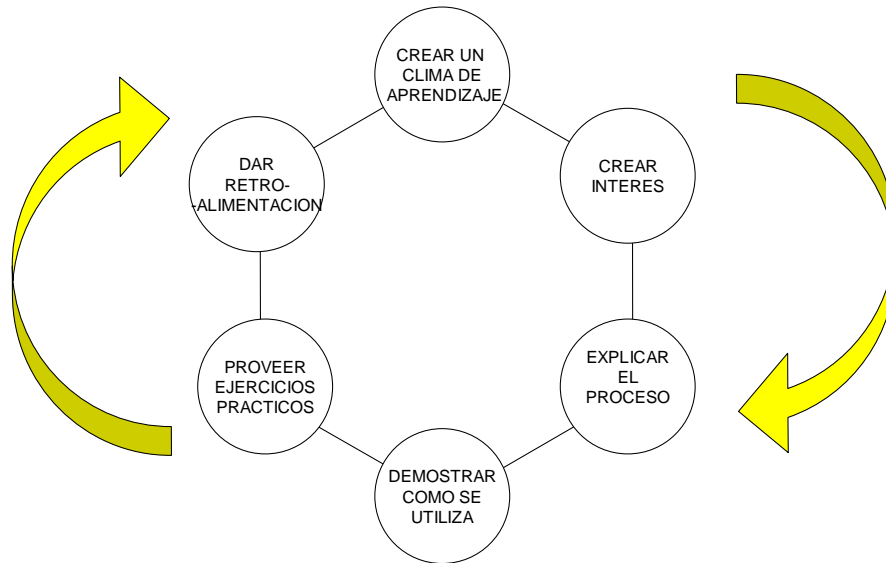 CREAR UN
CLIMA DE
APRENDIZAJE
CREAR
INTERES
EXPLICAR
EL
PROCESO
DEMOSTRAR
COMO SE
UTILIZA
PROVEER
EJERCICIOS
PRACTICOS
DAR
RETRO-
-ALIMENTACION